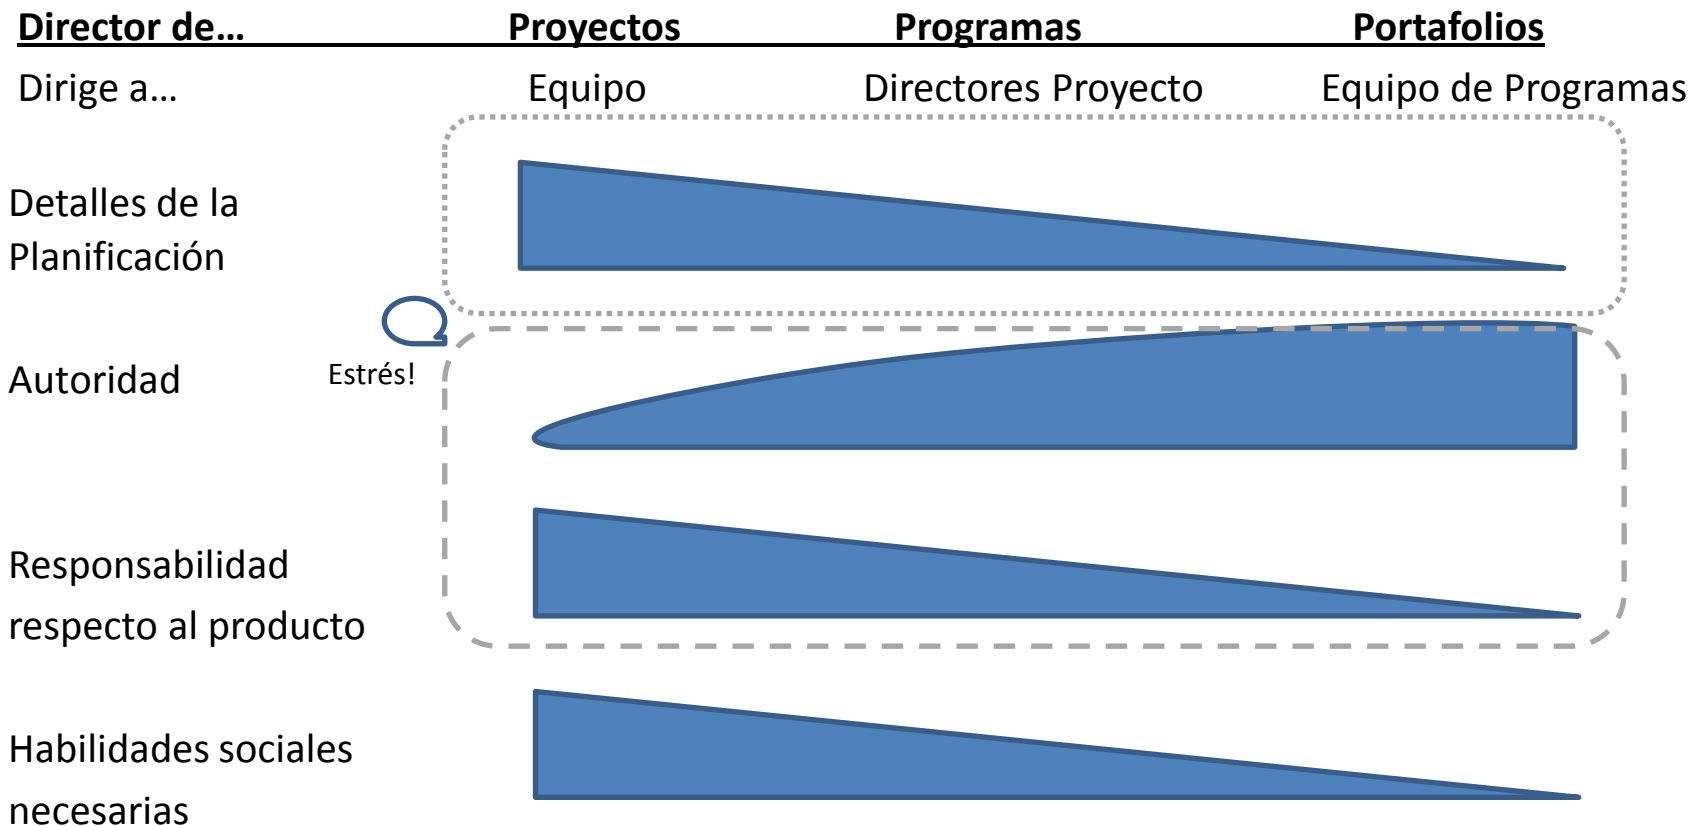 Director de... Proyectos Programas Portafolios
Dirige a... Equipo Directores Proyecto Equipo de Programas
Detalles de la
Planificación
Autoridad
Estrés!
Responsabilidad
respecto al producto
Habilidades sociales
necesarias